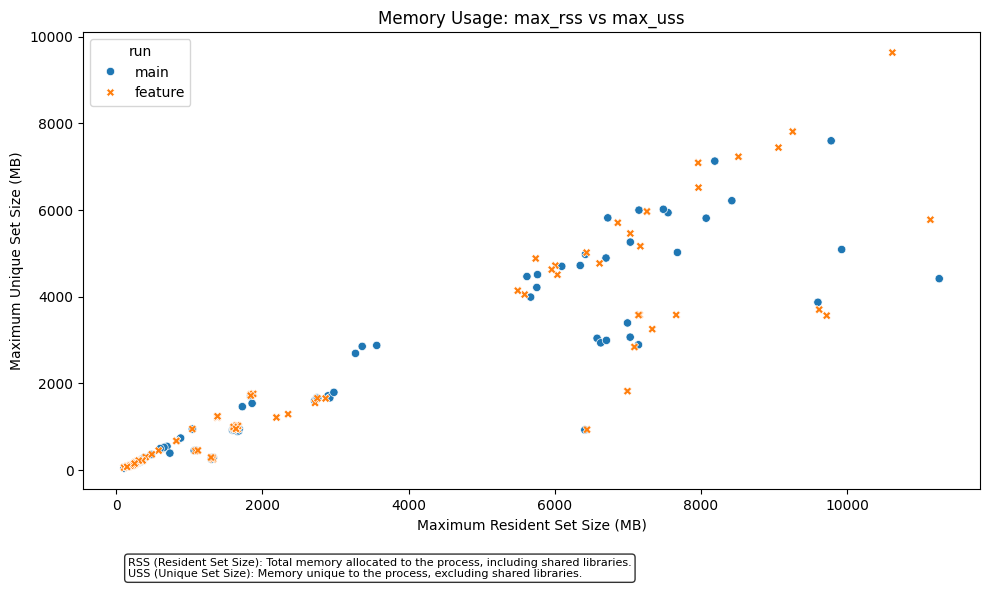 Memory Usage: max_rss vs max_uss
run
main
feature
10000
8000
6000
4000
2000
0
Maximum Unique Set Size (MB)
0 2000 4000 6000 8000 10000
Maximum Resident Set Size (MB)
RSS (Resident Set Size): Total memory allocated to the process, including shared libraries.
USS (Unique Set Size): Memory unique to the process, excluding shared libraries.